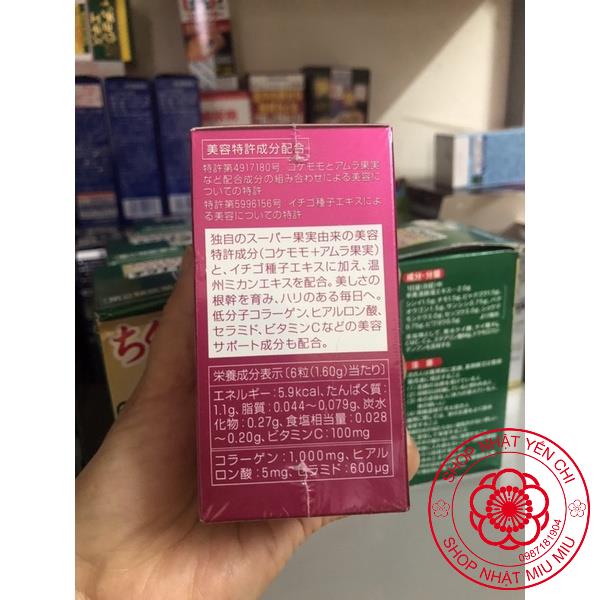 美容特許成分配合
特許第4917180号 コケモモとアムラ果実
など配合成分の組み合わせによる美容に
ついての特許
特許第5996156号 イチゴ種子エキスによ
る美容についての特許
独自のスーパー果実由来の美容
特許成分（コケモモ+アムラ果実）
と、イチゴ種子エキスに加え、温
州ミカンエキスを配合。美しさの
根幹を育み、ハリのある毎日へ。
低分子コラーゲン、ヒアルロン酸、
セラミド、ビタミンCなどの美容
サポート成分も配合。
栄養成分表示（6粒(1.60g)当たり）
エネルギー：5.9kcal、たんぱく質：
1.1g、脂質：0.044〜0.079g、炭水
化物：0.27g、食塩相当量：0.028
〜0.20g、ビタミンC：100mg
コラーゲン：1,000mg、ヒアル
ロン酸：5mg、セラミド：600μg
成分・分量
ちく
SHOP NHẬT YÊN CHI
0987181904
SHOP NHẬT MIU MIU